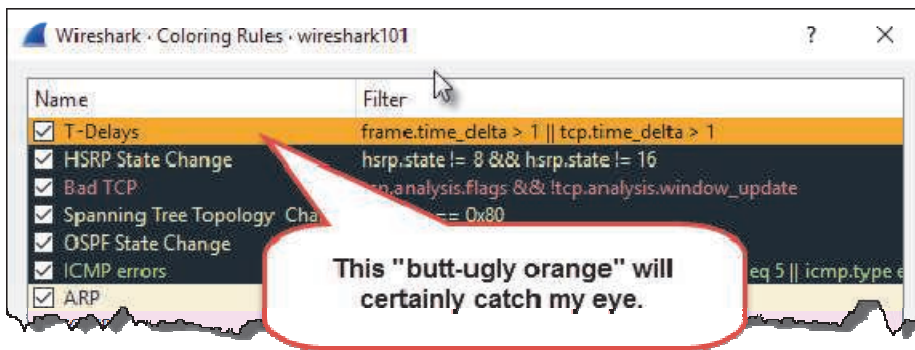 Wireshark · Coloring Rules · wireshark101 ? ×
Name Filter
T-Delays frame.time_delta > 1 || tcp.time_delta > 1
HSRP State Change hsrp.state != 8 && hsrp.state != 16
Bad TCP analysis.flags && !tcp.analysis.window_update
Spanning Tree Topology == 0x80
OSPF State Change
ICMP errors eq 5 || icmp.type
ARP
This "butt-ugly orange" will
certainly catch my eye.